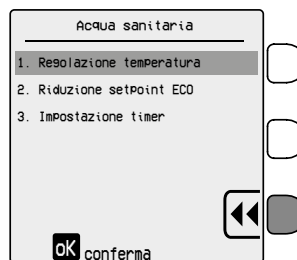 Acqua sanitaria
1. Regolazione temperatura
2. Riduzione setpoint ECO
3. Impostazione timer
OK conferma